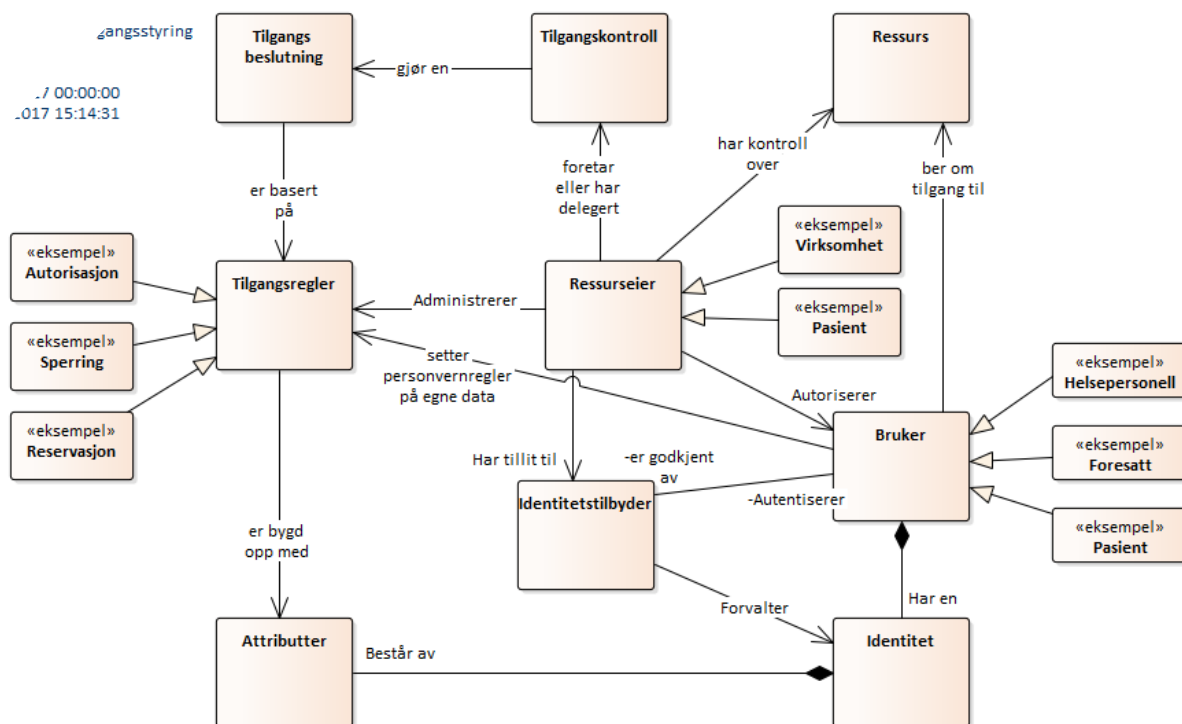 Tilgangs
beslutning
Tilgangskontroll
Ressurs
gjør en
00:00:00
15:14:31
foretar
eller har
delegert
har kontroll
over
ber om
tilgang til
er basert
på
«eksempel»
Virksomhet
«eksempel»
Autorisasjon
Tilgangsregler
Administrerer
Ressurseier
«eksempel»
Pasient
«eksempel»
Sperring
setter
personvernregler
på egne data
«eksempel»
Helsepersonell
Autoriserer
«eksempel»
Reservasjon
Bruker
«eksempel»
Foresatt
Har tillit til
-er godkjent
av
-Autentiserer
Identitetstilbyder
«eksempel»
Pasient
er bygd
opp med
Forvalter
Har en
Attributter
Består av
Identitet